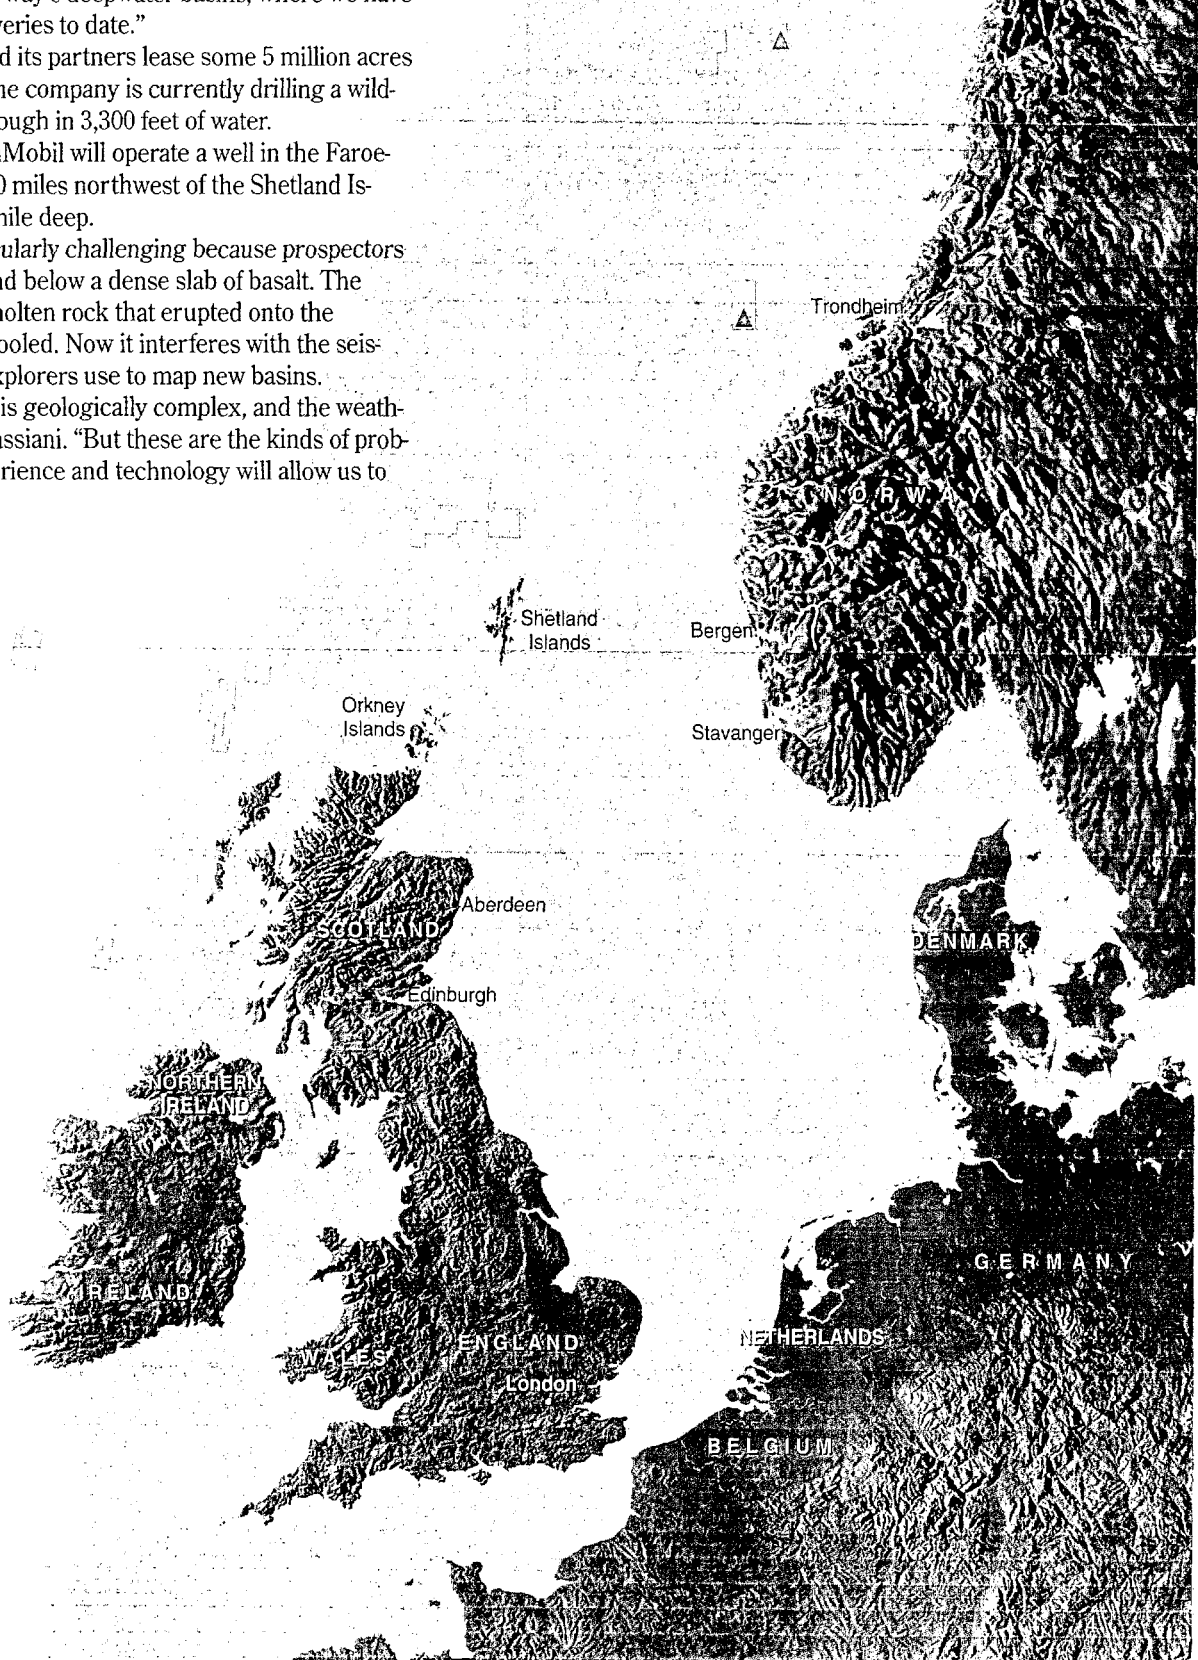 way's deepwater basins, where we have
veries to date.”
d its partners lease some 5 million acres
ne company is currently drilling a wild-
ough in 3,300 feet of water.
Mobil will operate a well in the Faroe-
0 miles northwest of the Shetland Is-
nile deep.
ularly challenging because prospectors
nd below a dense slab of basalt. The
nolten rock that erupted onto the
ooled. Now it interferes with the seis-
xplorers use to map new basins.
is geologically complex, and the weath-
assiani. “But these are the kinds of prob-
rience and technology will allow us to
Trondheim
NORWAY
Shetland
Islands
Bergen
Orkney
Islands
Stavanger
Aberdeen
SCOTLAND
DENMARK
Edinburgh
NORTHERN
IRELAND
GERMANY
IRELAND
NETHERLANDS
ENGLAND
WALES
London
BELGIUM